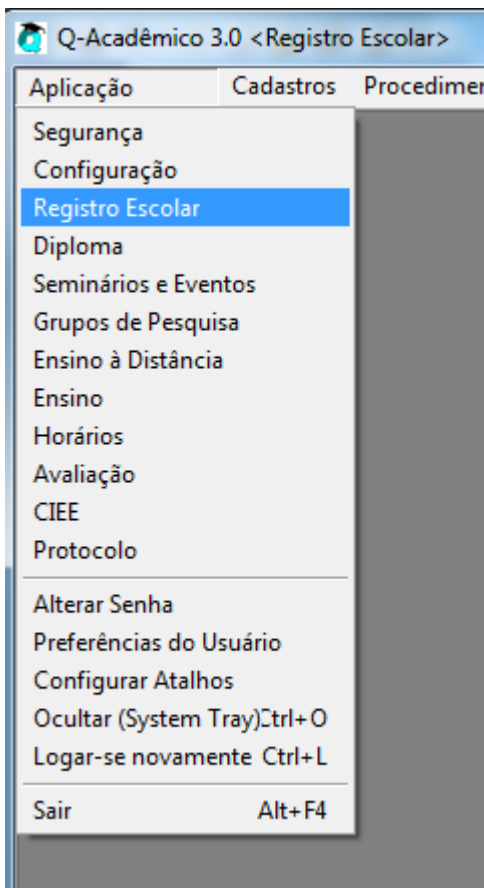 Q-Acadêmico 3.0 <Registro Escolar>
Aplicação Cadastros Procedimen
Segurança
Configuração
Registro Escolar
Diploma
Seminários e Eventos
Grupos de Pesquisa
Ensino à Distância
Ensino
Horários
Avaliação
CIEE
Protocolo
Alterar Senha
Preferências do Usuário
Configurar Atalhos
Ocultar (System Tray)Ctrl+O
Logar-se novamente Ctrl+L
Sair Alt+F4